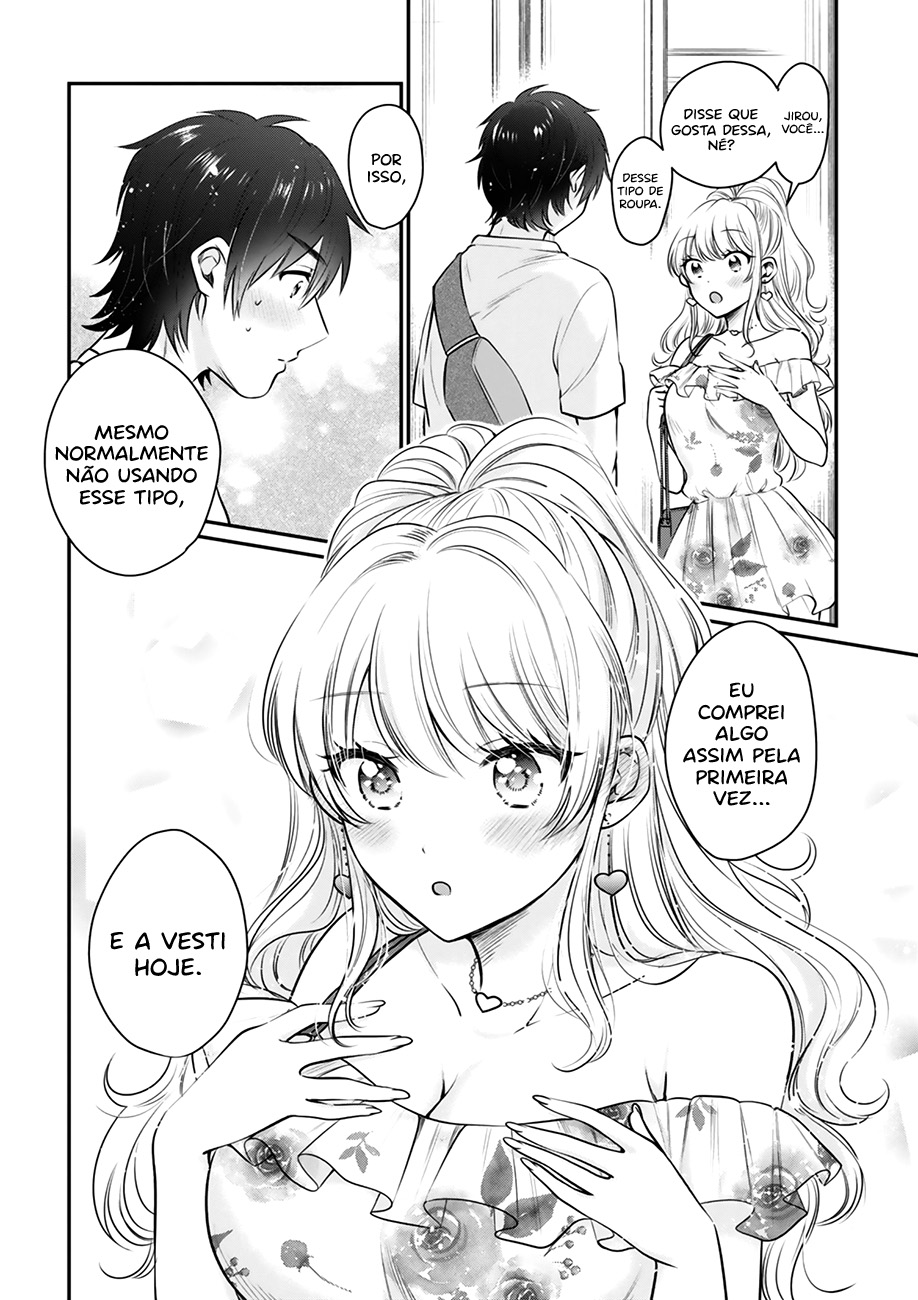 JIROU,
VOCÊ...
DISSE QUE
GOSTA DESSA,
NÉ?
DESSE
TIPO DE
ROUPA.
POR
ISSO,
MESMO
NORMALMENTE
NÃO USANDO
ESSE TIPO,
EU
COMPREI
ALGO
ASSIM PELA
PRIMEIRA
VEZ...
E A VESTI
HOJE.